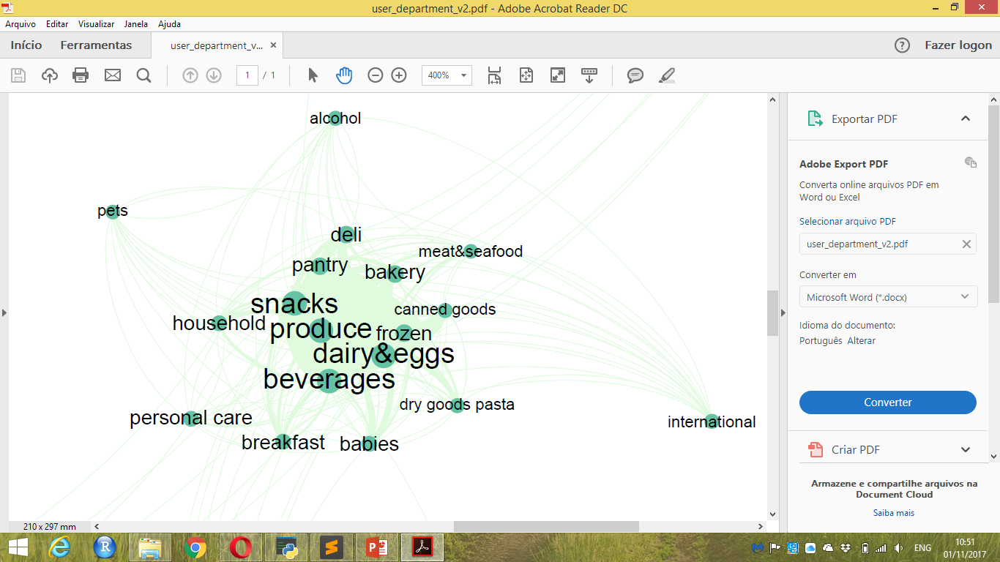 user_department_v2.pdf - Adobe Acrobat Reader DC
Arquivo Editar Visualizar Janela Ajuda
Início Ferramentas user_department_v... × ? Fazer logon
1 / 1 400%
alcohol
pets
deli
meat&seafood
pantry
bakery
snacks
canned goods
household
produce
frozen
dairy&eggs
beverages
dry goods pasta
personal care
international
breakfast
babies
210 x 297 mm
Exportar PDF
Adobe Export PDF
Converta online arquivos PDF em
Word ou Excel
Selecionar arquivo PDF
user_department_v2.pdf
Converter em
Microsoft Word (*.docx)
Idioma do documento:
Português Alterar
Converter
Criar PDF
Armazene e compartilhe arquivos na
Document Cloud
Saiba mais
ENG
10:51
01/11/2017